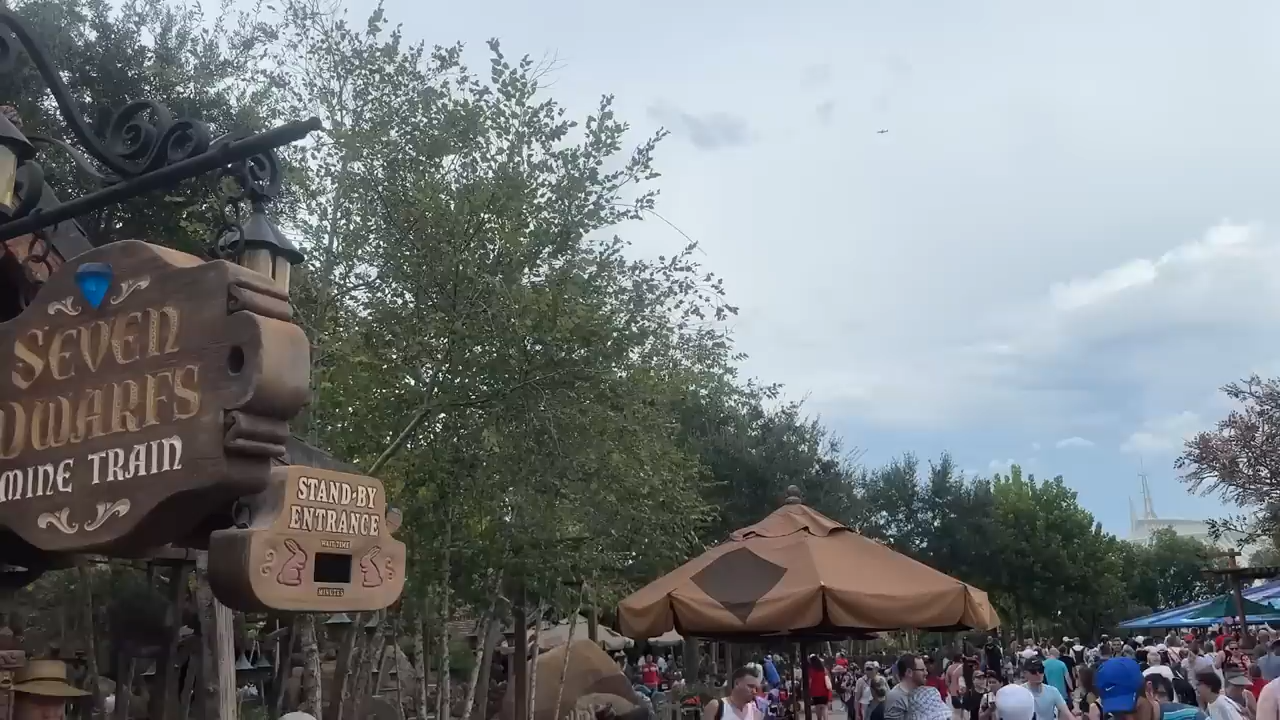 SEVEN
DWARFS
MINE TRAIN
STAND-BY
ENTRANCE
WAIT TIME
MINUTES